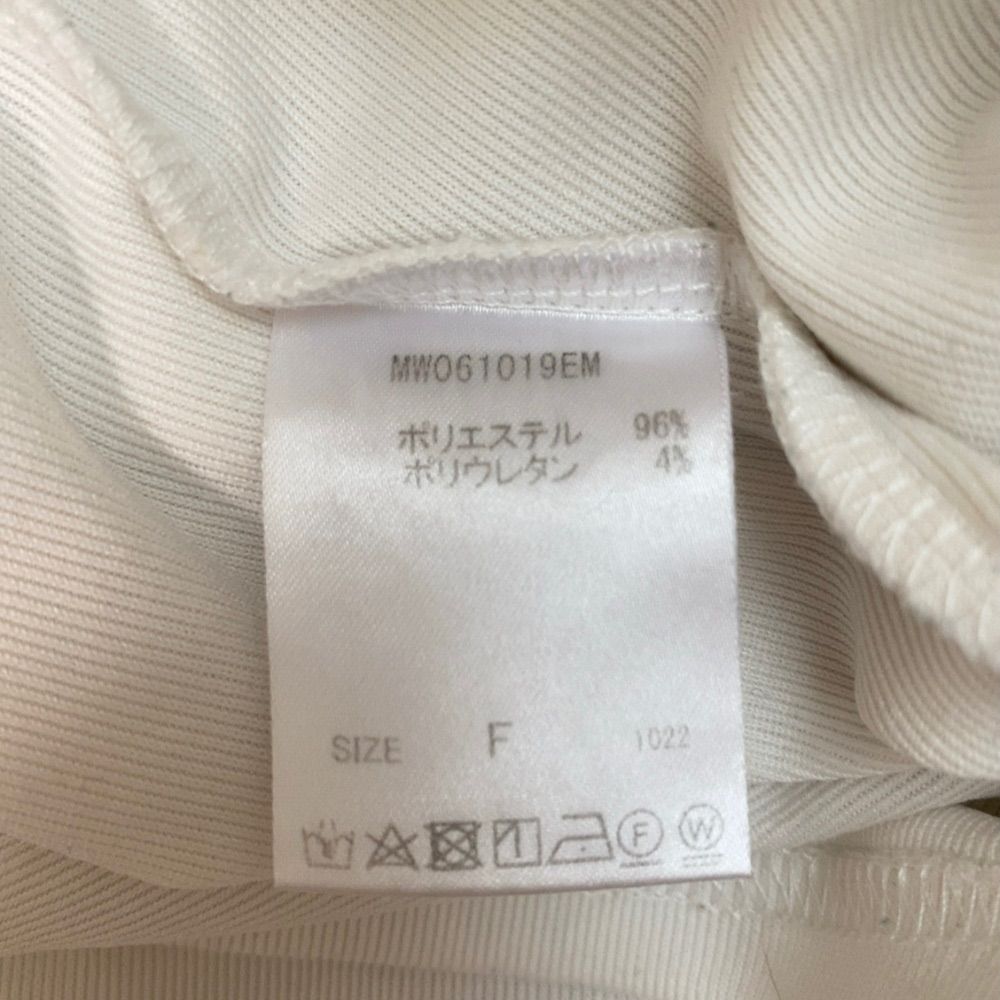 MW061019EM
ポリエステル 96%
ポリウレタン 4%
SIZE F 1022
F W